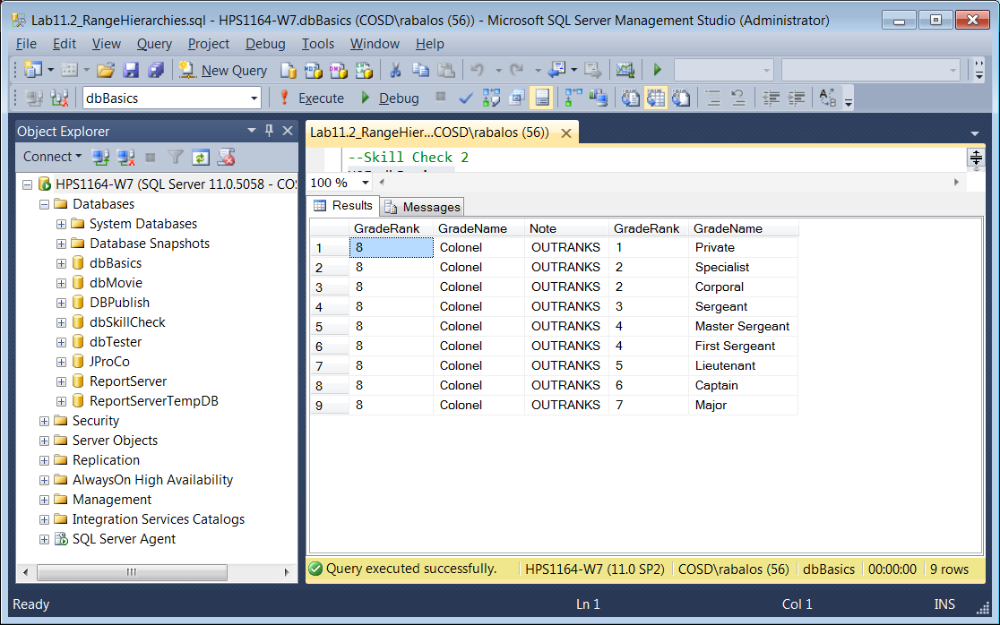 Lab11.2_RangeHierarchies.sql - HPS1164-W7.dbBasics (COSD\rabalos (56)) - Microsoft SQL Server Management Studio (Administrator)
File Edit View Query Project Debug Tools Window Help
New Query
dbBasics Execute Debug
Object Explorer
Connect
HPS1164-W7 (SQL Server 11.0.5058 - COS
Databases
System Databases
Database Snapshots
dbBasics
dbMovie
DBPublish
dbSkillCheck
dbTester
JProCo
ReportServer
ReportServerTempDB
Security
Server Objects
Replication
AlwaysOn High Availability
Management
Integration Services Catalogs
SQL Server Agent
Lab11.2_RangeHier...COSD\rabalos (56))
--Skill Check 2
100 %
Results Messages
GradeRank GradeName Note GradeRank GradeName
1 8 Colonel OUTRANKS 1 Private
2 8 Colonel OUTRANKS 2 Specialist
3 8 Colonel OUTRANKS 2 Corporal
4 8 Colonel OUTRANKS 3 Sergeant
5 8 Colonel OUTRANKS 4 Master Sergeant
6 8 Colonel OUTRANKS 4 First Sergeant
7 8 Colonel OUTRANKS 5 Lieutenant
8 8 Colonel OUTRANKS 6 Captain
9 8 Colonel OUTRANKS 7 Major
Query executed successfully. HPS1164-W7 (11.0 SP2) COSD\rabalos (56) dbBasics 00:00:00 9 rows
Ready Ln 1 Col 1 INS